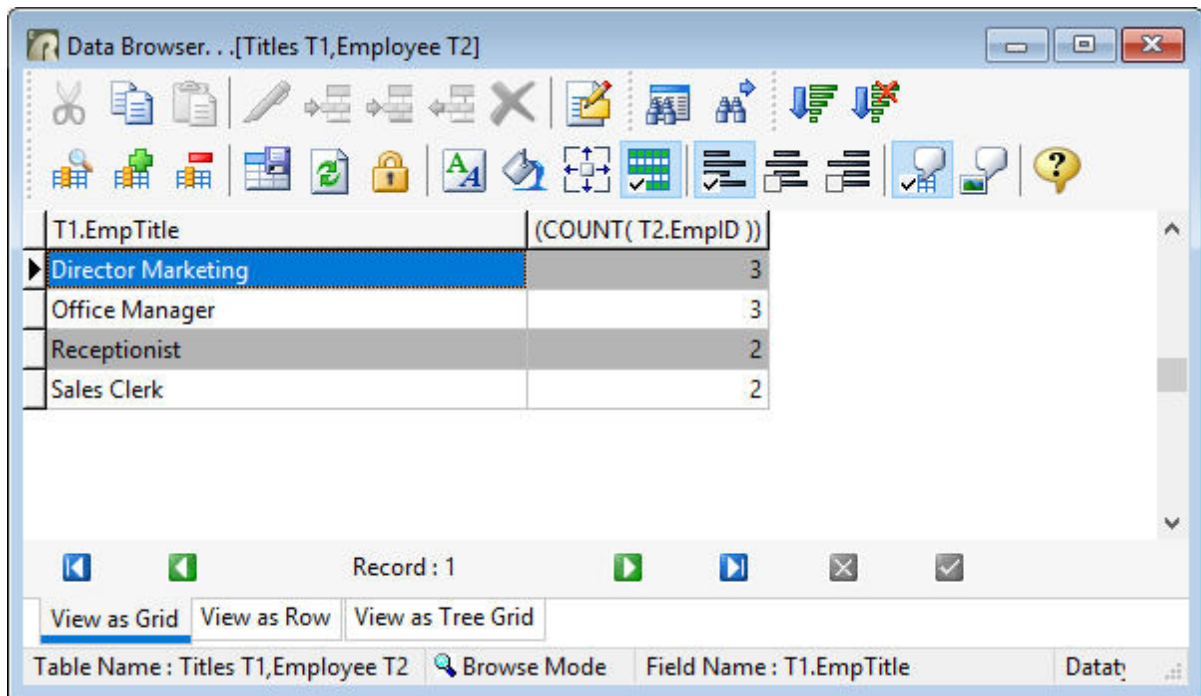 Data Browser. . .[Titles T1,Employee T2]
T1.EmpTitle (COUNT( T2.EmpID ))
Director Marketing 3
Office Manager 3
Receptionist 2
Sales Clerk 2
Record : 1
View as Grid View as Row View as Tree Grid
Table Name : Titles T1,Employee T2 Browse Mode Field Name : T1.EmpTitle